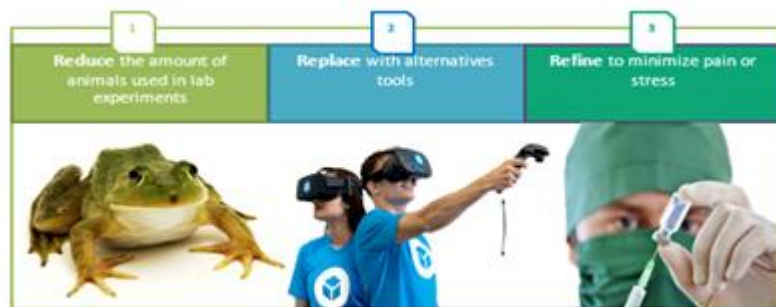 1
2
3
Reduce the amount of
animals used in lab
experiments
Replace with alternatives
tools
Refine to minimize pain or
stress